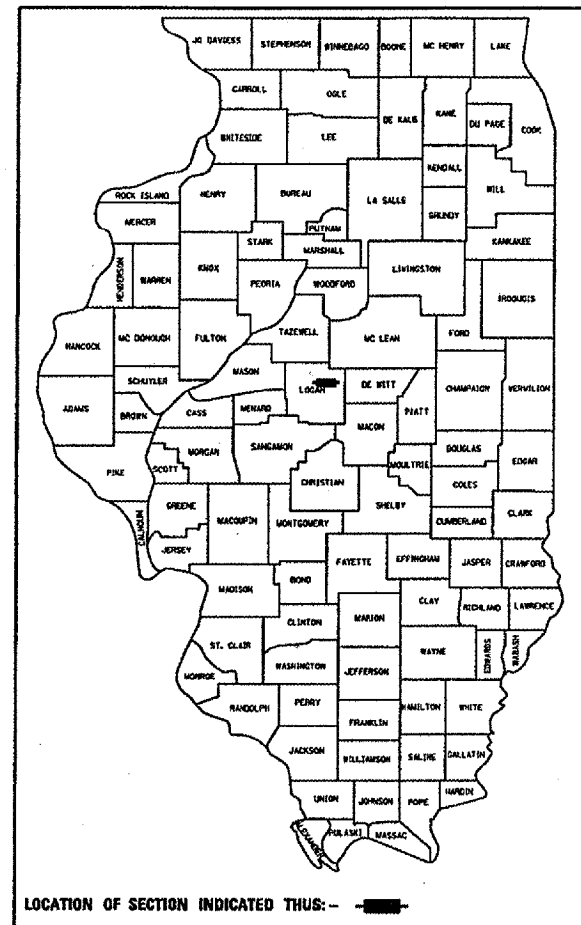 JO DAVIESS
STEPHENSON
WINNEBAGO
BOONE
MC HENRY
LAKE
CARROLL
OGLE
DE KALB
KANE
DU PAGE
COOK
WHITESIDE
LEE
KENDALL
WILL
ROCK ISLAND
HENRY
BUREAU
LA SALLE
GRUNDY
MERCER
PUTNAM
KANKAKEE
STARK
MARSHALL
HENDERSON
WARREN
KNOX
PEORIA
WOODFORD
LIVINGSTON
IROQUOIS
FORD
HANCOCK
MC DONOUGH
FULTON
TAZEWELL
MC LEAN
MASON
SCHUYLER
LOGAN
DE WITT
CHAMPAIGN
VERMILION
ADAMS
BROWN
CASS
MENARD
PIATT
MACON
MORGAN
SANGAMON
DOUGLAS
EDGAR
PIKE
SCOTT
MOULTRIE
CHRISTIAN
COLES
GREENE
SHELBY
CALHOUN
MACOUPIN
MONTGOMERY
CUMBERLAND
CLARK
JERSEY
FAYETTE
EFFINGHAM
JASPER
CRAWFORD
MADISON
BOND
CLAY
RICHLAND
LAWRENCE
CLINTON
MARION
ST. CLAIR
WAYNE
EDWARDS
WABASH
WASHINGTON
JEFFERSON
MONROE
RANDOLPH
PERRY
HAMILTON
WHITE
FRANKLIN
JACKSON
WILLIAMSON
SALINE
GALLATIN
UNION
JOHNSON
POPE
HARDIN
ALEXANDER
PULASKI
MASSAC
LOCATION OF SECTION INDICATED THUS:-